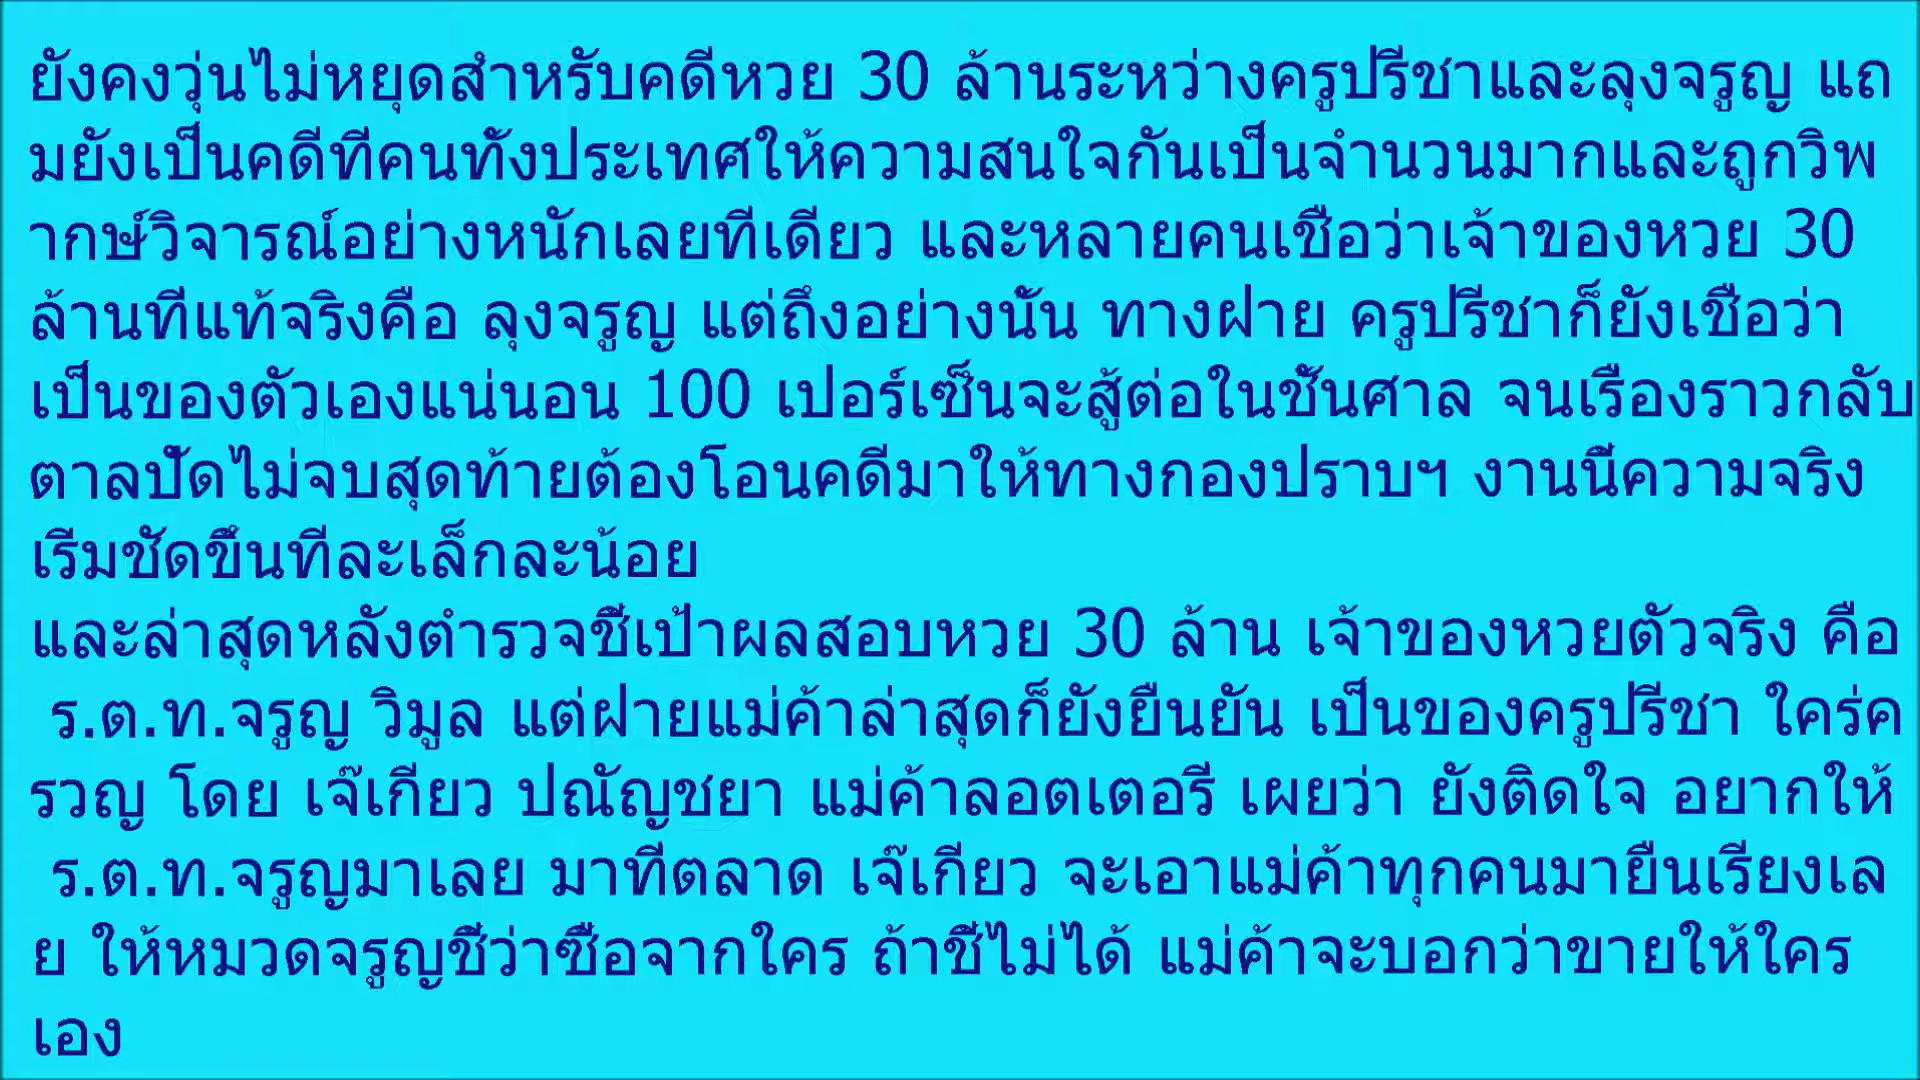 ยังคงวุ่นไม่หยุดสำหรับคดีหวย 30 ล้านระหว่างครูปรีชาและลุงจรูญ แถ
มยังเป็นคดีที่คนทั้งประเทศให้ความสนใจกันเป็นจำนวนมากและถูกวิพ
ากษ์วิจารณ์อย่างหนักเลยทีเดียว และหลายคนเชื่อว่าเจ้าของหวย 30
ล้านที่แท้จริงคือ ลุงจรูญ แต่ถึงอย่างนั้น ทางฝ่าย ครูปรีชาก็ยังเชื่อว่า
เป็นของตัวเองแน่นอน 100 เปอร์เซ็นจะสู้ต่อในชั้นศาล จนเรื่องราวกลับ
ตาลปัดไม่จบสุดท้ายต้องโอนคดีมาให้ทางกองปราบฯ งานนี้ความจริง
เริ่มชัดขึ้นทีละเล็กละน้อย
และล่าสุดหลังตำรวจชี้เป้าผลสอบหวย 30 ล้าน เจ้าของหวยตัวจริง คือ
ร.ต.ท.จรูญ วิมูล แต่ฝ่ายแม่ค้าล่าสุดก็ยังยืนยัน เป็นของครูปรีชา ใคร่ค
รวญ โดย เจ๊เกียว ปณัญชยา แม่ค้าลอตเตอรี่ เผยว่า ยังติดใจ อยากให้
ร.ต.ท.จรูญมาเลย มาที่ตลาด เจ๊เกียว จะเอาแม่ค้าทุกคนมายืนเรียงเล
ย ให้หมวดจรูญชี้ว่าซื้อจากใคร ถ้าชี้ไม่ได้ แม่ค้าจะบอกว่าขายให้ใคร
เอง